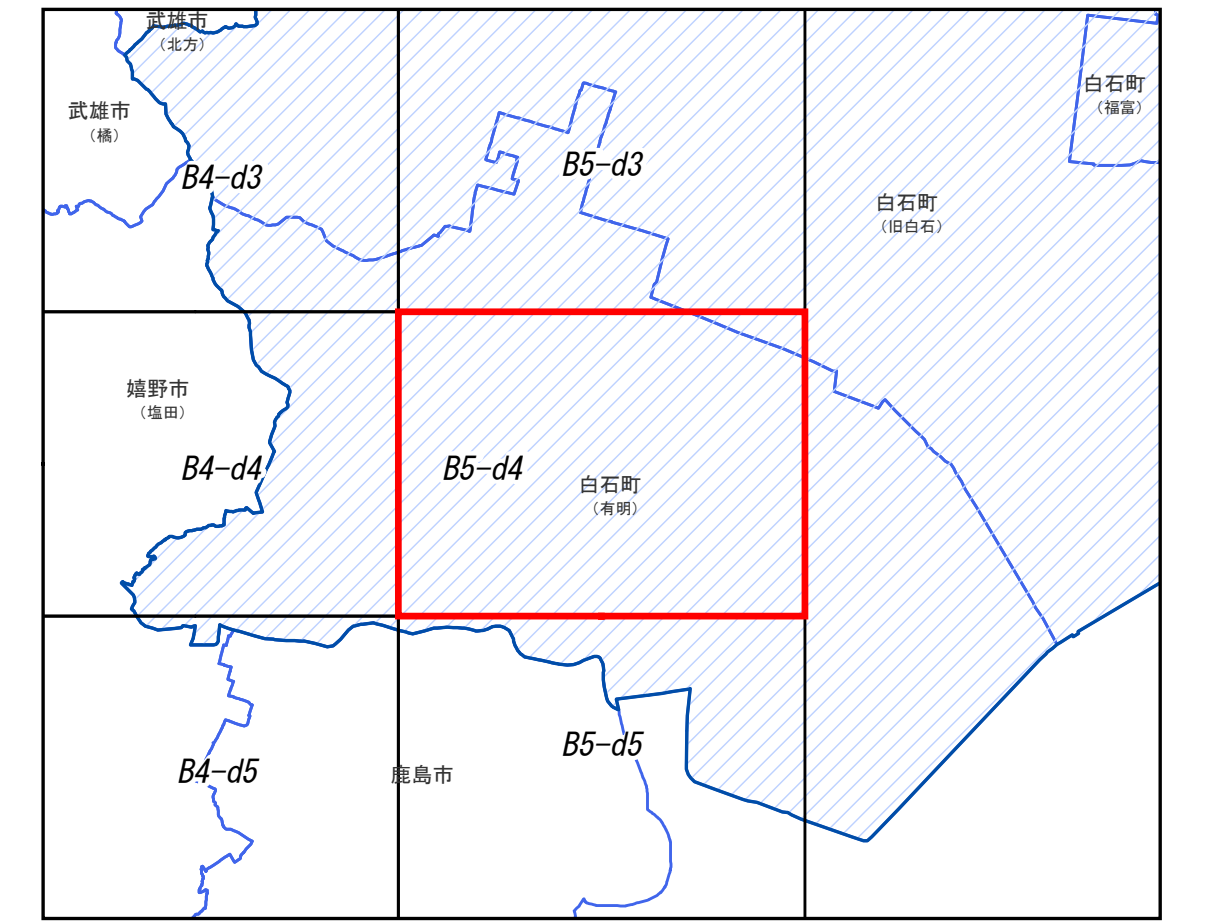 武雄市
（北方）
武雄市
（橘）
白石町
（福富）
B4-d3
B5-d3
白石町
（旧白石）
嬉野市
（塩田）
B4-d4
B5-d4
白石町
（有明）
B4-d5
鹿島市
B5-d5